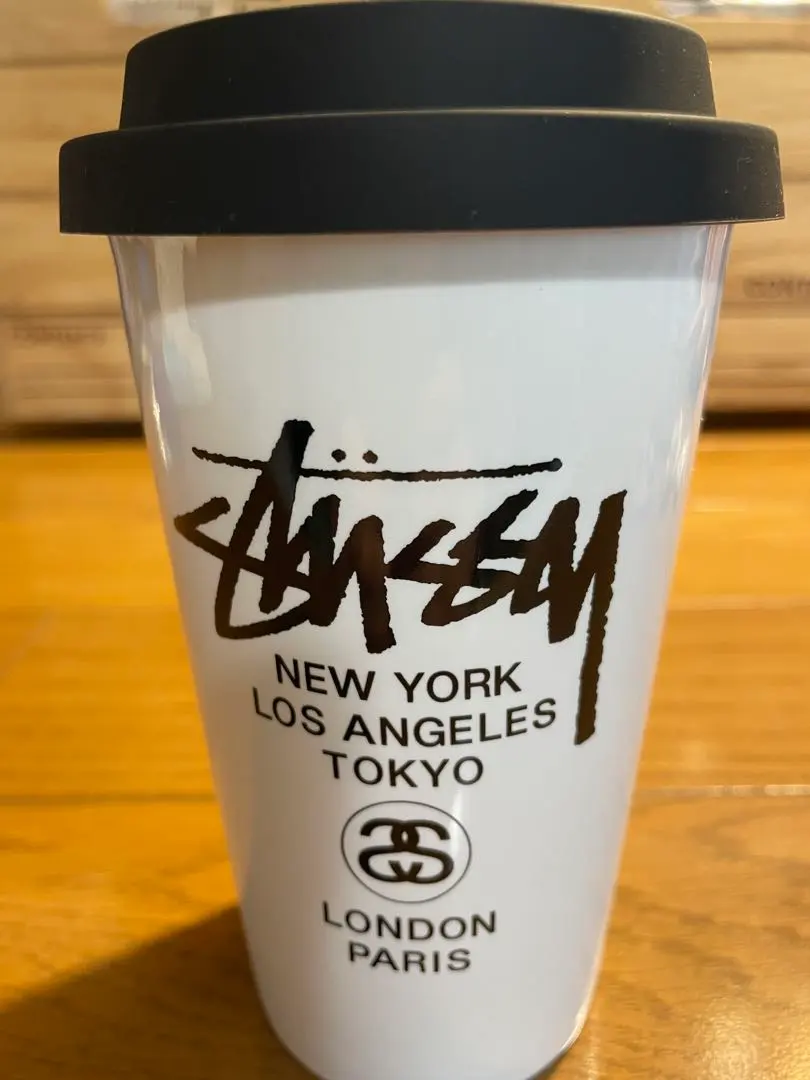 Stüssy
NEW YORK
LOS ANGELES
TOKYO
LONDON
PARIS